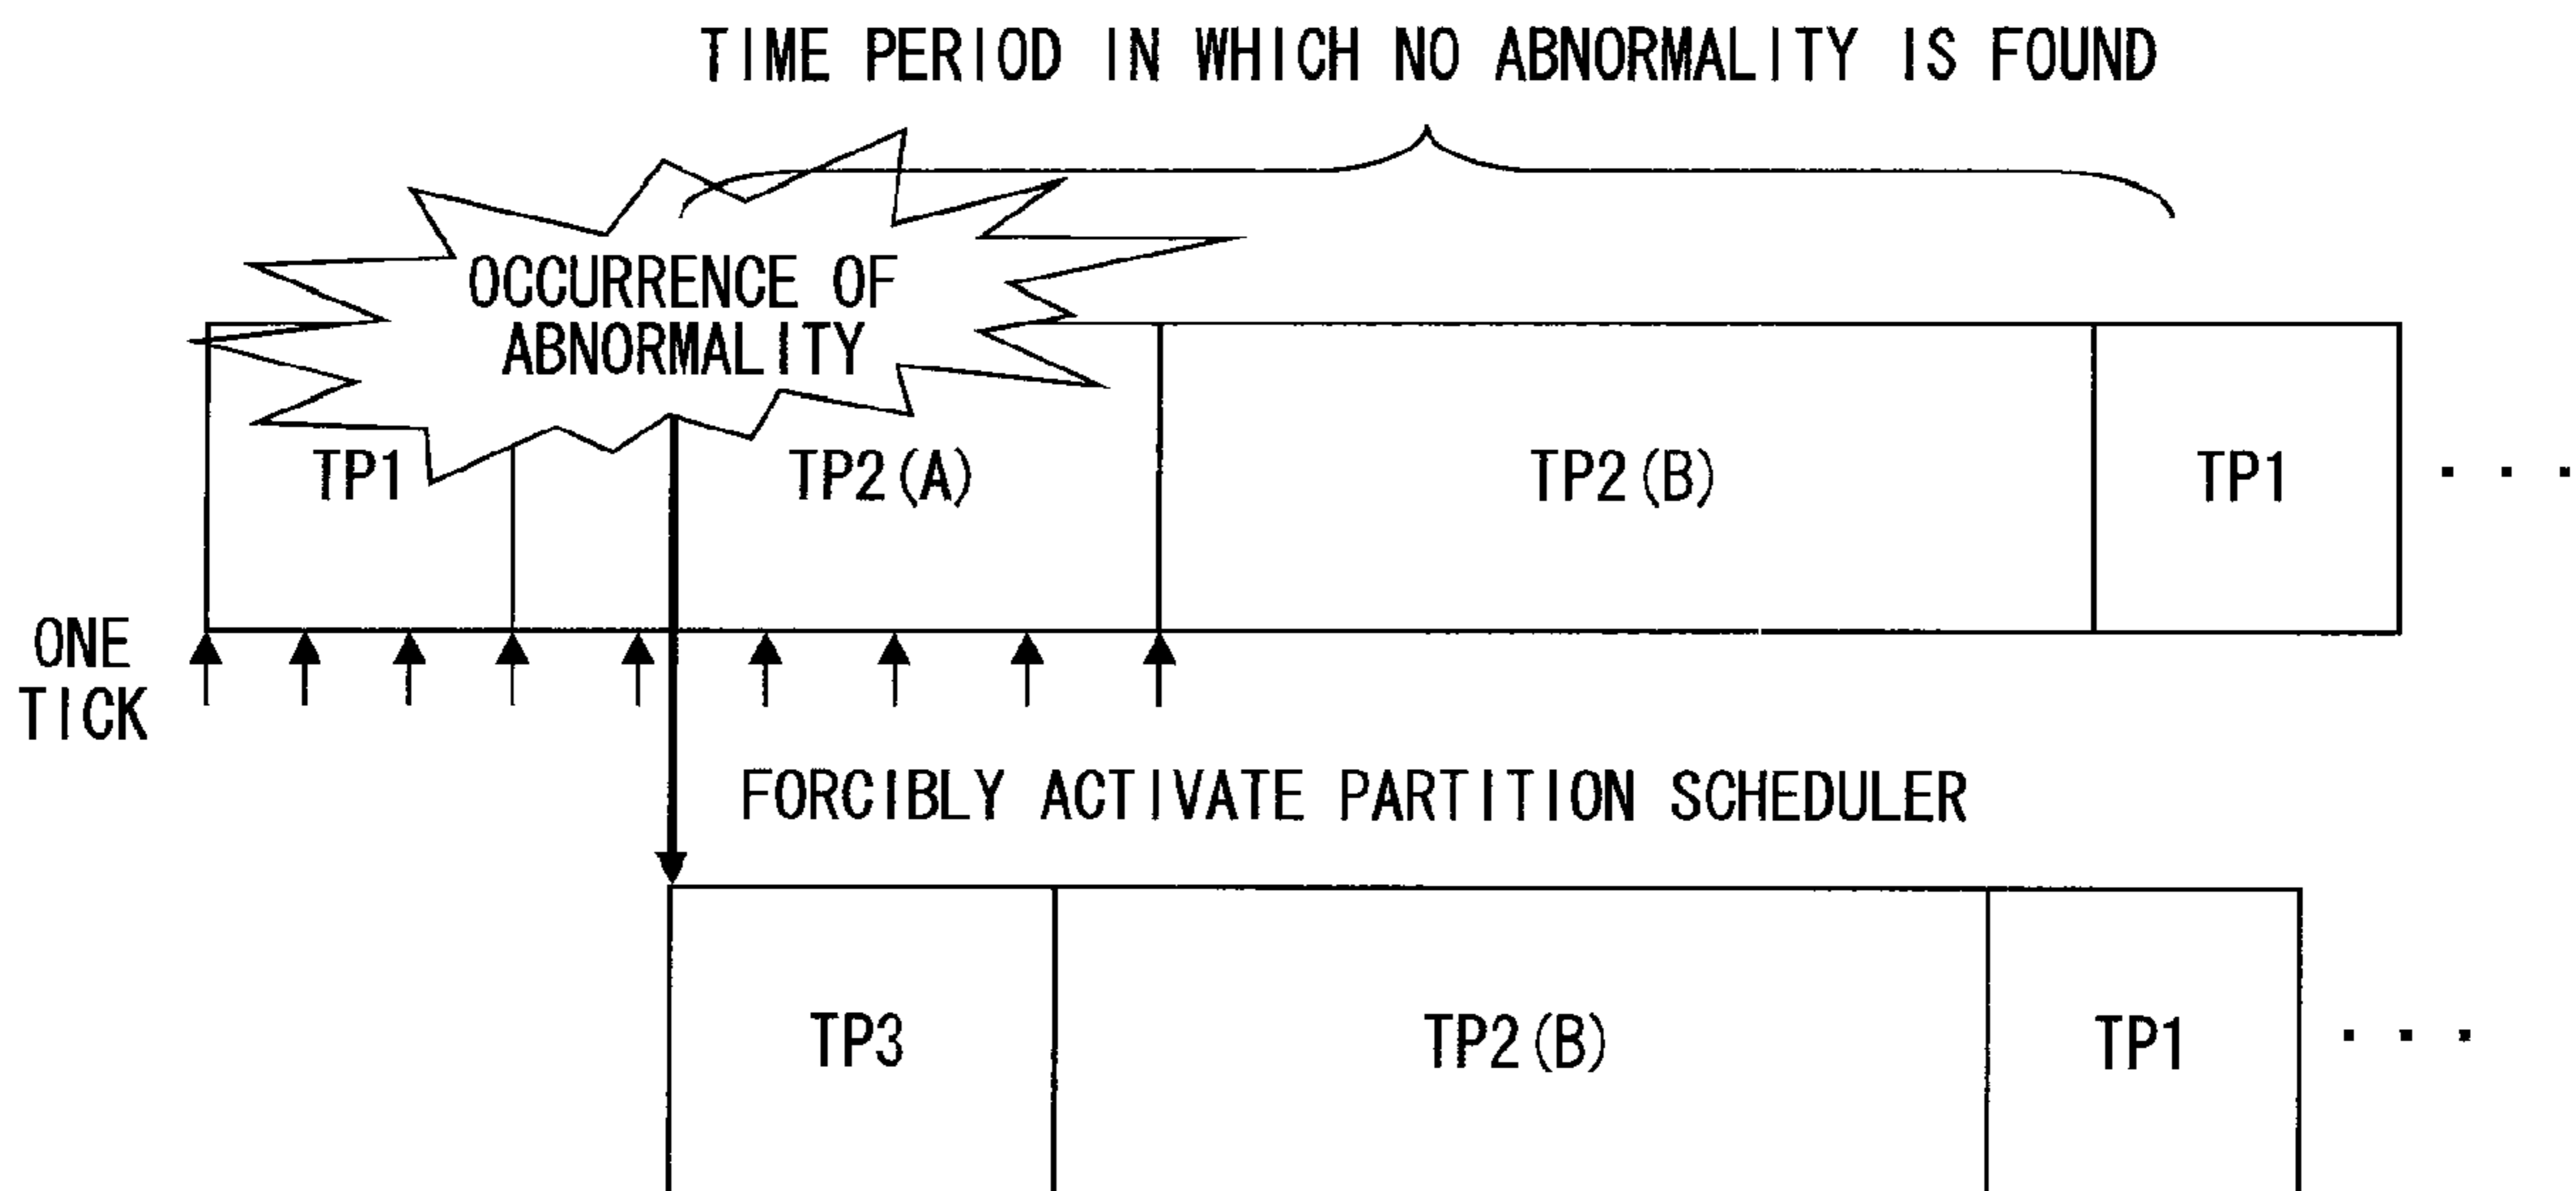 TIME PERIOD IN WHICH NO ABNORMALITY IS FOUND
OCCURRENCE OF
ABNORMALITY
TP1
TP2(A)
TP2(B)
TP1
. . .
ONE
TICK
FORCIBLY ACTIVATE PARTITION SCHEDULER
TP3
TP2(B)
TP1
. . .